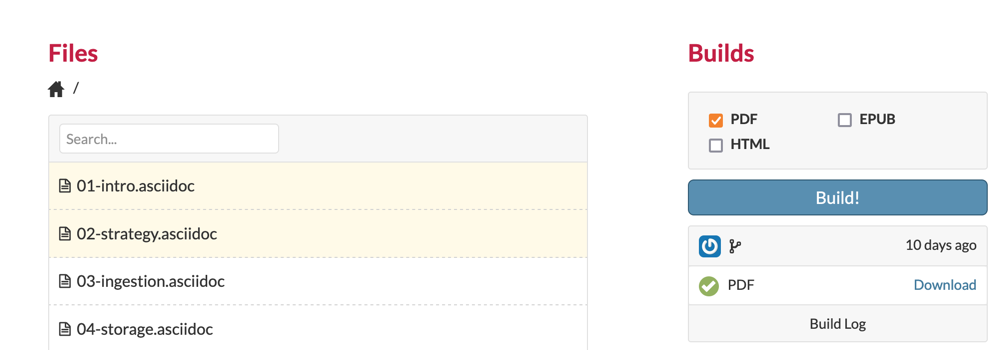 Files
/
Search...
01-intro.asciidoc
02-strategy.asciidoc
03-ingestion.asciidoc
04-storage.asciidoc
Builds
PDF
EPUB
HTML
Build!
10 days ago
PDF
Download
Build Log